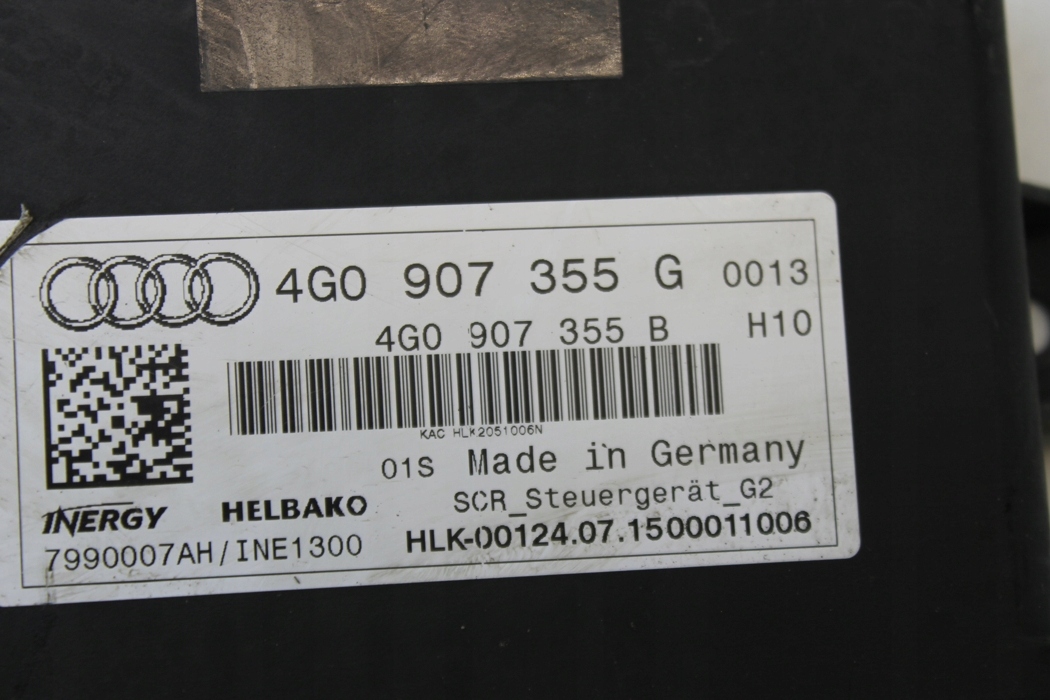 4G0 907 355 G 0013
4G0 907 355 B H10
KAC HLK2051006N
01S Made in Germany
SCR_Steuergerät_G2
INERGY HELBAKO
7990007AH/INE1300
HLK-00124.07.1500011006